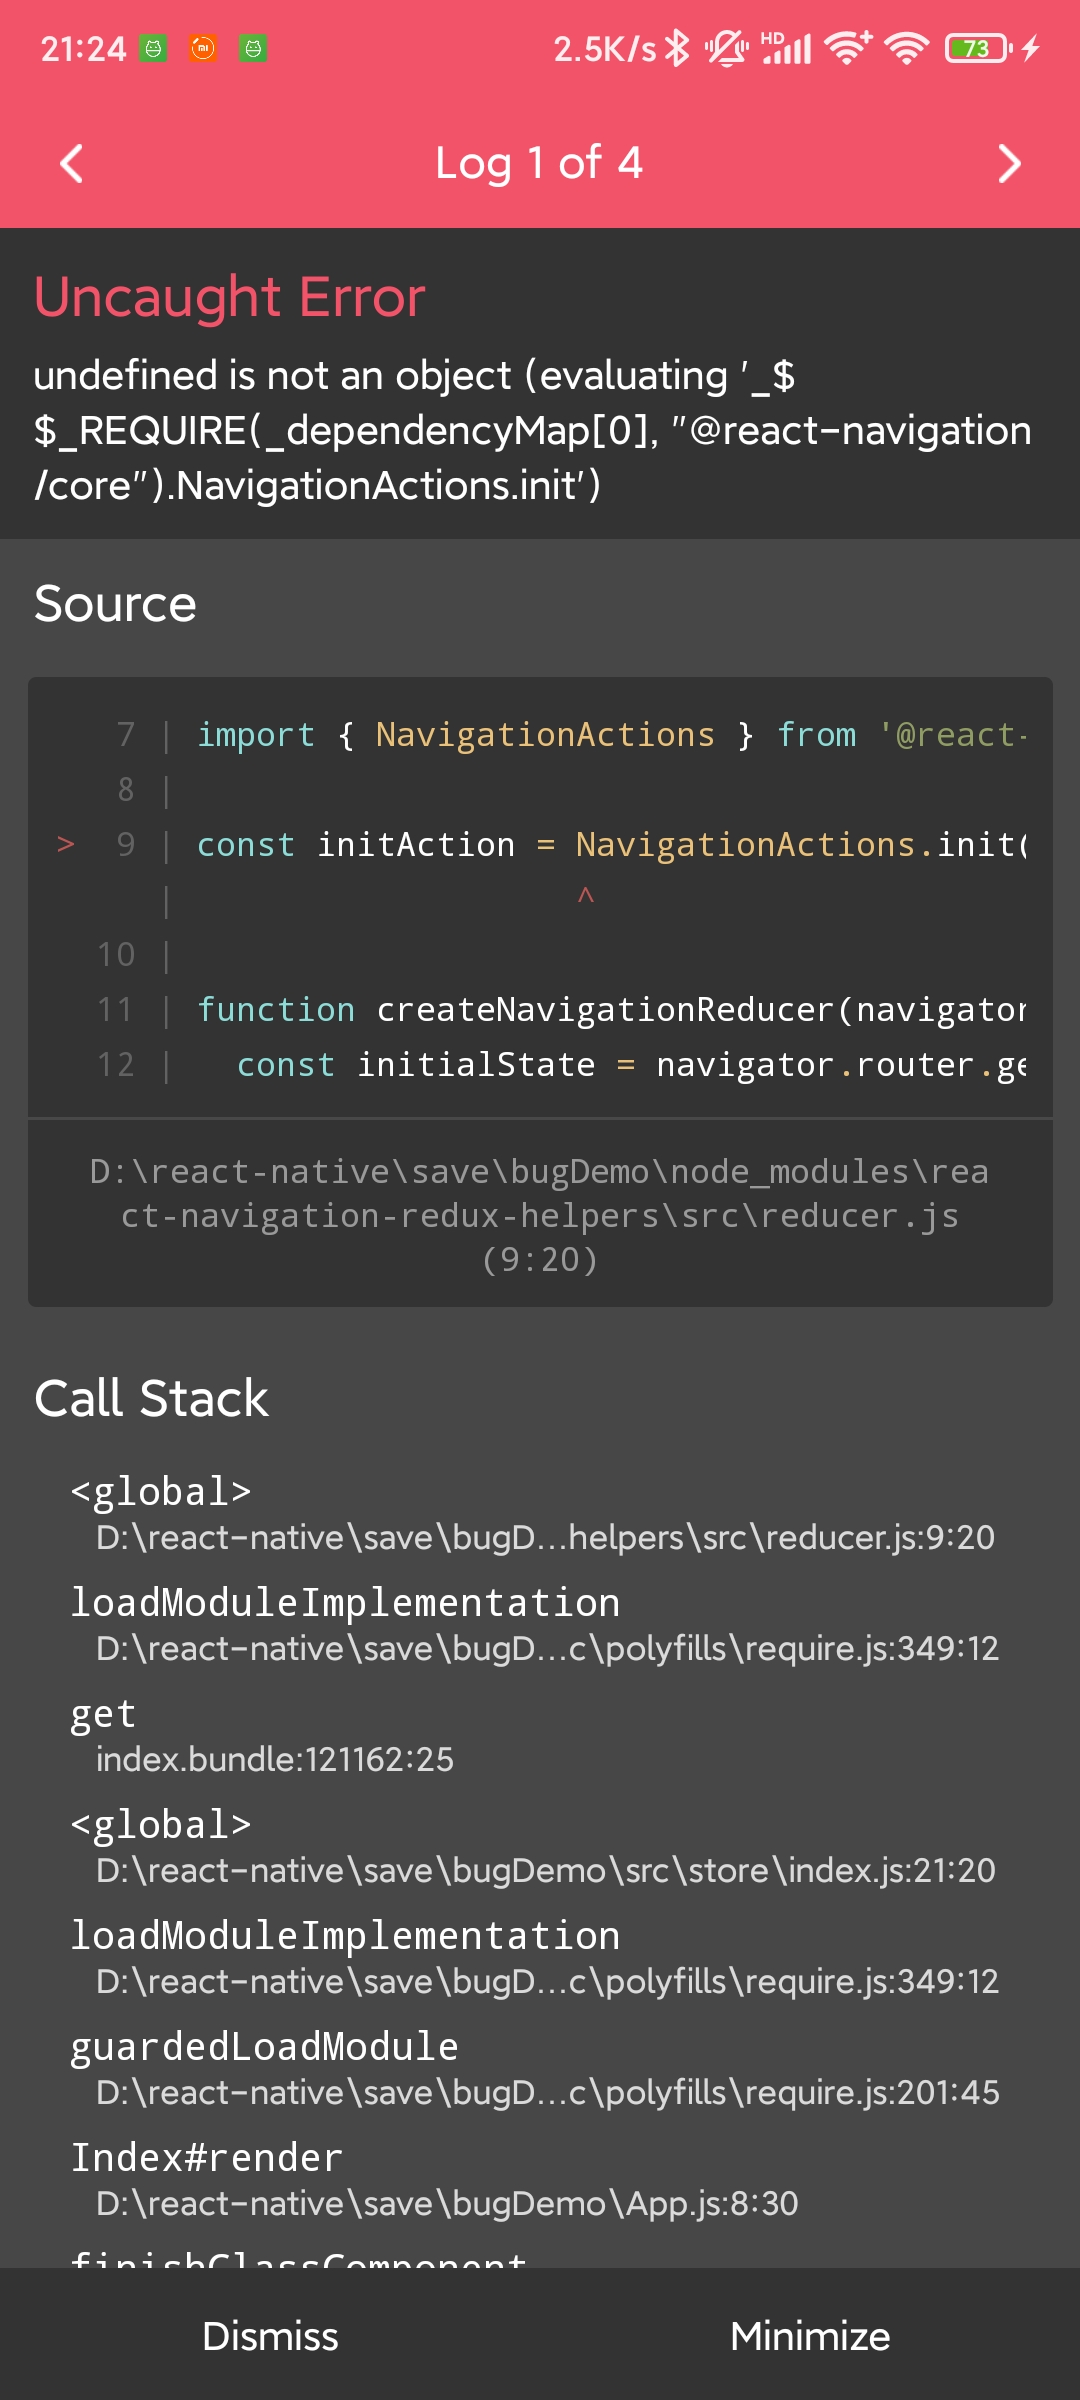 21:24
2.5K/s HD 73
Log 1 of 4
Uncaught Error
undefined is not an object (evaluating '_$
$_REQUIRE(_dependencyMap[0], "@react-navigation
/core").NavigationActions.init')
Source
7 | import { NavigationActions } from '@react-
8 |
> 9 | const initAction = NavigationActions.init(
| ^
10 |
11 | function createNavigationReducer(navigator
12 | const initialState = navigator.router.ge
D:\react-native\save\bugDemo\node_modules\rea
ct-navigation-redux-helpers\src\reducer.js
(9:20)
Call Stack
<global>
D:\react-native\save\bugD...helpers\src\reducer.js:9:20
loadModuleImplementation
D:\react-native\save\bugD...c\polyfills\require.js:349:12
get
index.bundle:121162:25
<global>
D:\react-native\save\bugDemo\src\store\index.js:21:20
loadModuleImplementation
D:\react-native\save\bugD...c\polyfills\require.js:349:12
guardedLoadModule
D:\react-native\save\bugD...c\polyfills\require.js:201:45
Index#render
D:\react-native\save\bugDemo\App.js:8:30
finishClassComponent
Dismiss Minimize